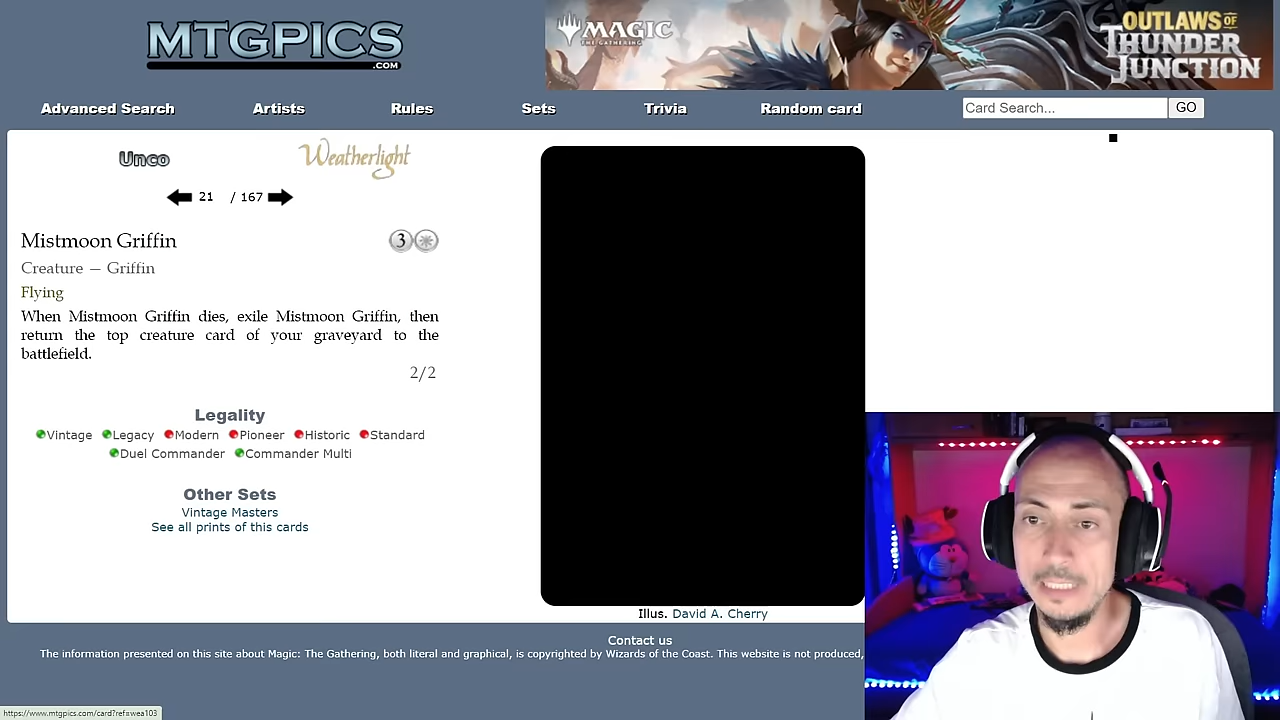 MTGPICS
.COM
MAGIC
THE GATHERING
OUTLAWS OF
THUNDER
JUNCTION
Advanced Search Artists Rules Sets Trivia Random card Card Search... GO
Unco Weatherlight
21 / 167
Mistmoon Griffin 3
Creature — Griffin
Flying
When Mistmoon Griffin dies, exile Mistmoon Griffin, then
return the top creature card of your graveyard to the
battlefield.
2/2
Legality
Vintage Legacy Modern Pioneer Historic Standard
Duel Commander Commander Multi
Other Sets
Vintage Masters
See all prints of this cards
Illus. David A. Cherry
Contact us
The information presented on this site about Magic: The Gathering, both literal and graphical, is copyrighted by Wizards of the Coast. This website is not produced,
https://www.mtgpics.com/card?ref=wea103